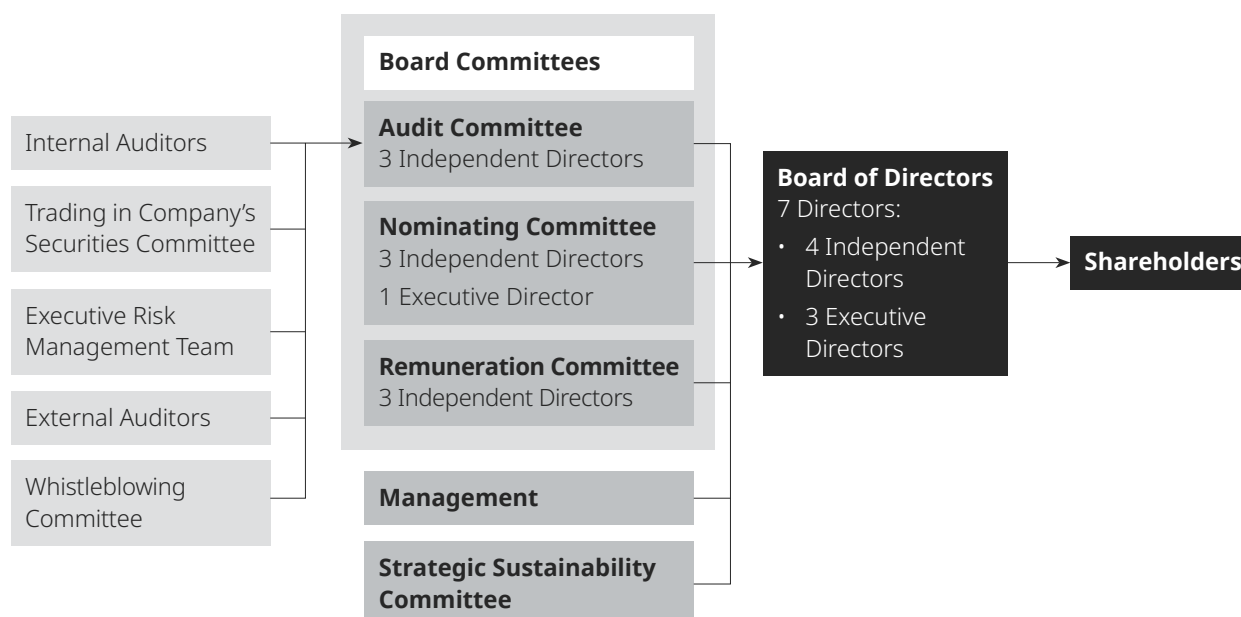 Internal Auditors
Trading in Company’s
Securities Committee
Executive Risk
Management Team
External Auditors
Whistleblowing
Committee
Board Committees
Audit Committee
3 Independent Directors
Nominating Committee
3 Independent Directors
1 Executive Director
Remuneration Committee
3 Independent Directors
Management
Strategic Sustainability
Committee
Board of Directors
7 Directors:
• 4 Independent
Directors
• 3 Executive
Directors
Shareholders